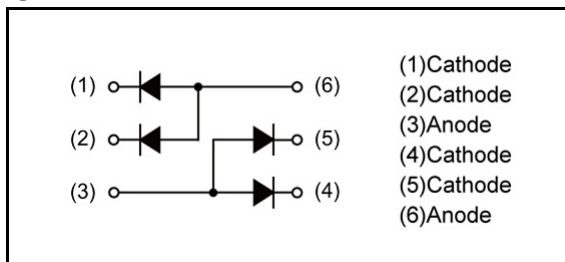 (1) (6)
(2) (5)
(3) (4)
(1)Cathode
(2)Cathode
(3)Anode
(4)Cathode
(5)Cathode
(6)Anode